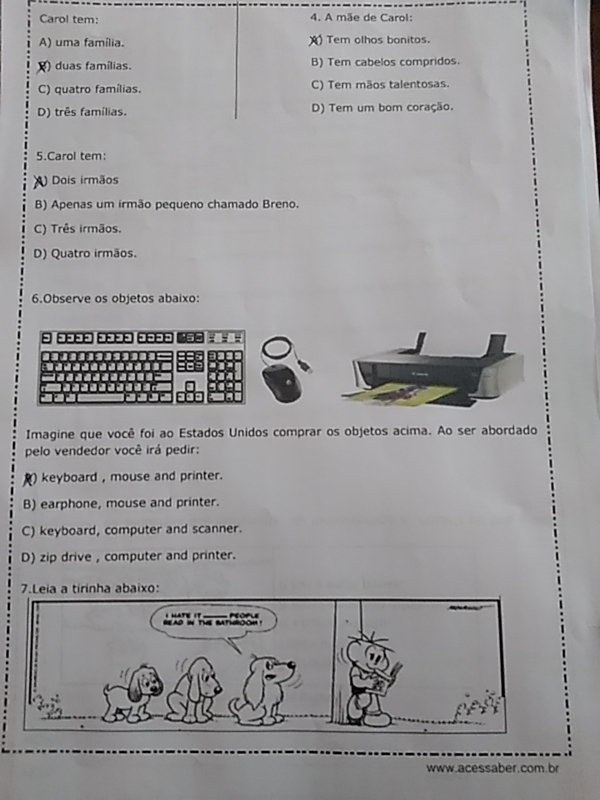 Carol tem:
A) uma família.
B) duas famílias.
C) quatro famílias.
D) três famílias.
4. A mãe de Carol:
A) Tem olhos bonitos.
B) Tem cabelos compridos.
C) Tem mãos talentosas.
D) Tem um bom coração.
5.Carol tem:
A) Dois irmãos
B) Apenas um irmão pequeno chamado Breno.
C) Três irmãos.
D) Quatro irmãos.
6.Observe os objetos abaixo:
Canon
Imagine que você foi ao Estados Unidos comprar os objetos acima. Ao ser abordado
pelo vendedor você irá pedir:
A) keyboard , mouse and printer.
B) earphone, mouse and printer.
C) keyboard, computer and scanner.
D) zip drive , computer and printer.
7.Leia a tirinha abaixo:
I HATE IT ____ PEOPLE
READ IN THE BATHROOM!
www.acessaber.com.br